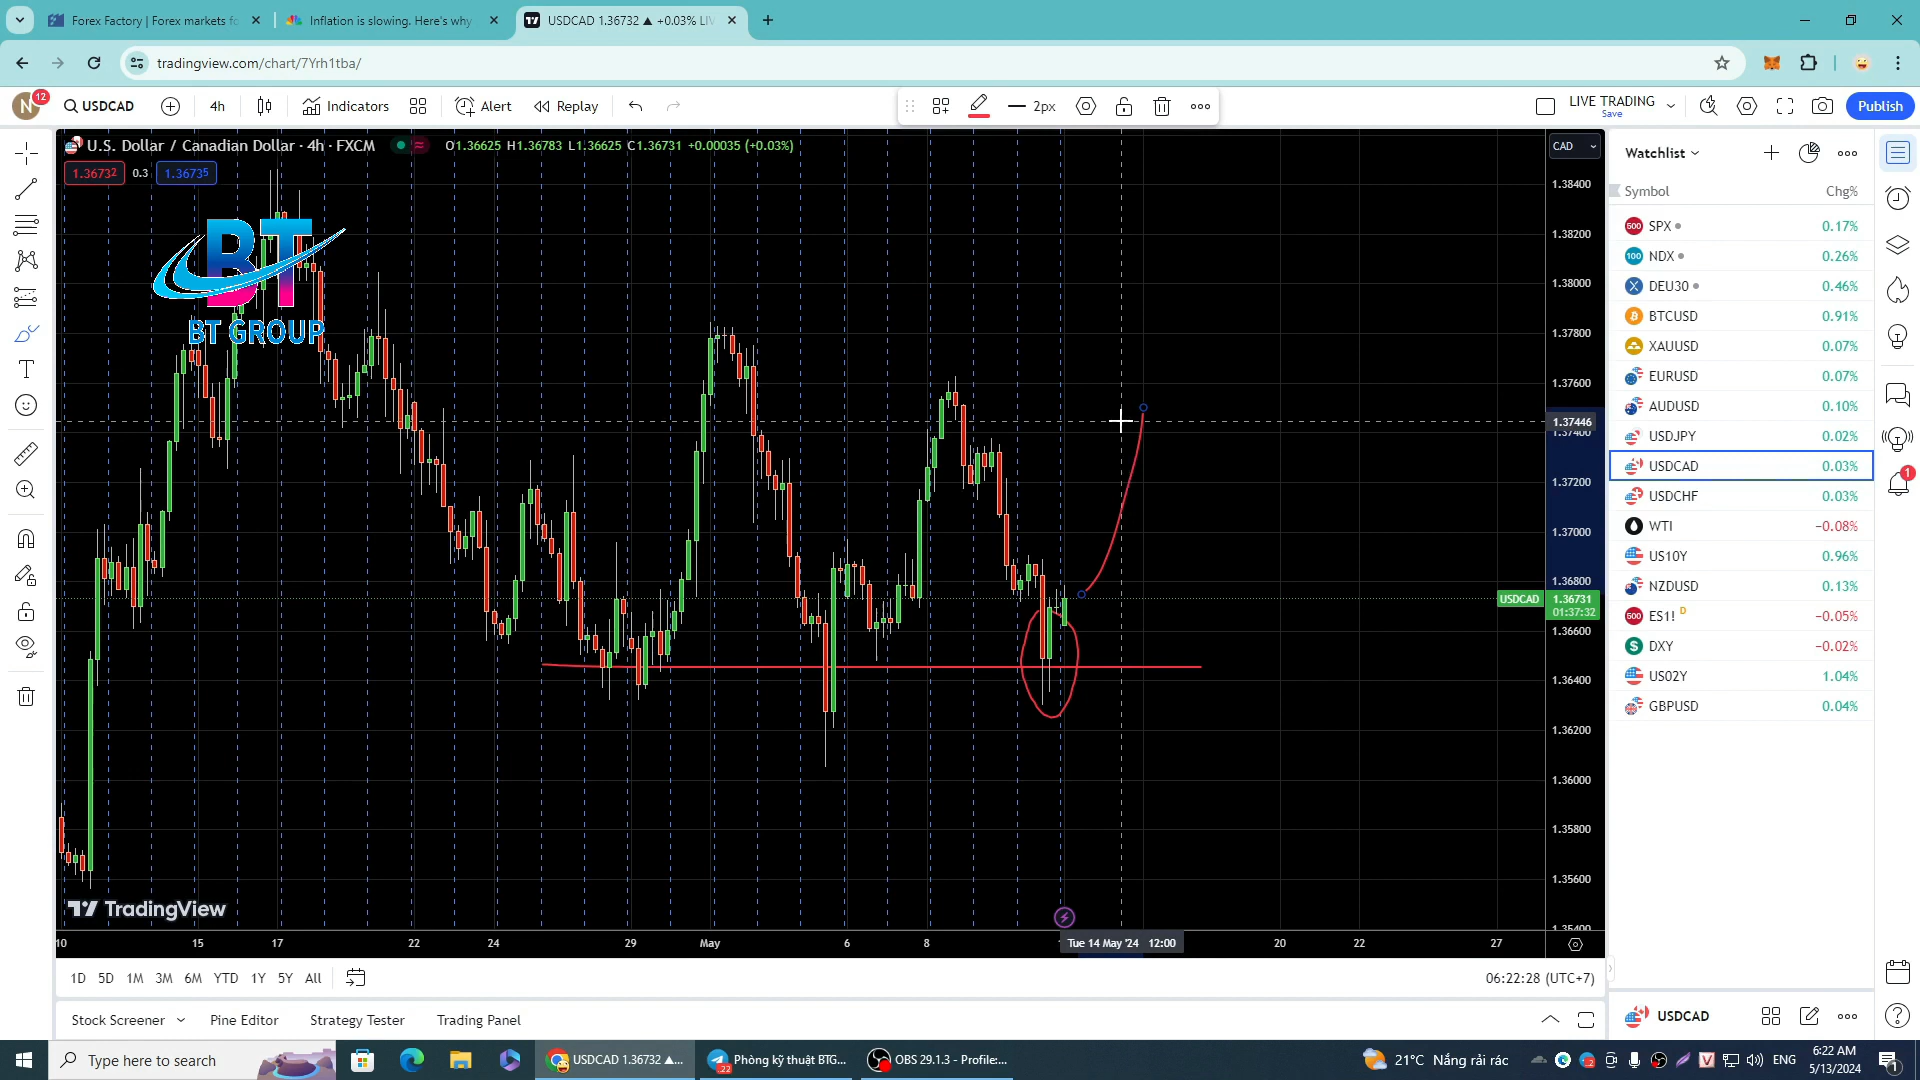 Forex Factory | Forex markets fo
Inflation is slowing. Here's why
USDCAD 1.36732 ▲ +0.03% LIV
tradingview.com/chart/7Yrh1tba/
N 12
USDCAD
4h
Indicators
Alert
Replay
2px
LIVE TRADING
Save
Publish
U.S. Dollar / Canadian Dollar · 4h · FXCM
O1.36625 H1.36783 L1.36625 C1.36731 +0.00035 (+0.03%)
1.36732 0.3 1.36735
BT
BT GROUP
CAD
1.38400
1.38200
1.38000
1.37800
1.37600
1.37446
1.37400
1.37200
1.37000
1.36800
USDCAD 1.36731
01:37:32
1.36600
1.36400
1.36200
1.36000
1.35800
1.35600
1.35400
TradingView
10 15 17 22 24 29 May 6 8 Tue 14 May '24 12:00 20 22 27
1D 5D 1M 3M 6M YTD 1Y 5Y All
06:22:28 (UTC+7)
Stock Screener
Pine Editor
Strategy Tester
Trading Panel
Watchlist
Symbol Chg%
SPX 0.17%
NDX 0.26%
DEU30 0.46%
BTCUSD 0.91%
XAUUSD 0.07%
EURUSD 0.07%
AUDUSD 0.10%
USDJPY 0.02%
USDCAD 0.03%
USDCHF 0.03%
WTI −0.08%
US10Y 0.96%
NZDUSD 0.13%
ES1! D −0.05%
DXY −0.02%
US02Y 1.04%
GBPUSD 0.04%
1
USDCAD
Type here to search
USDCAD 1.36732 ▲...
Phòng kỹ thuật BTG...
OBS 29.1.3 - Profile:...
21°C Nắng rải rác
ENG
6:22 AM
5/13/2024